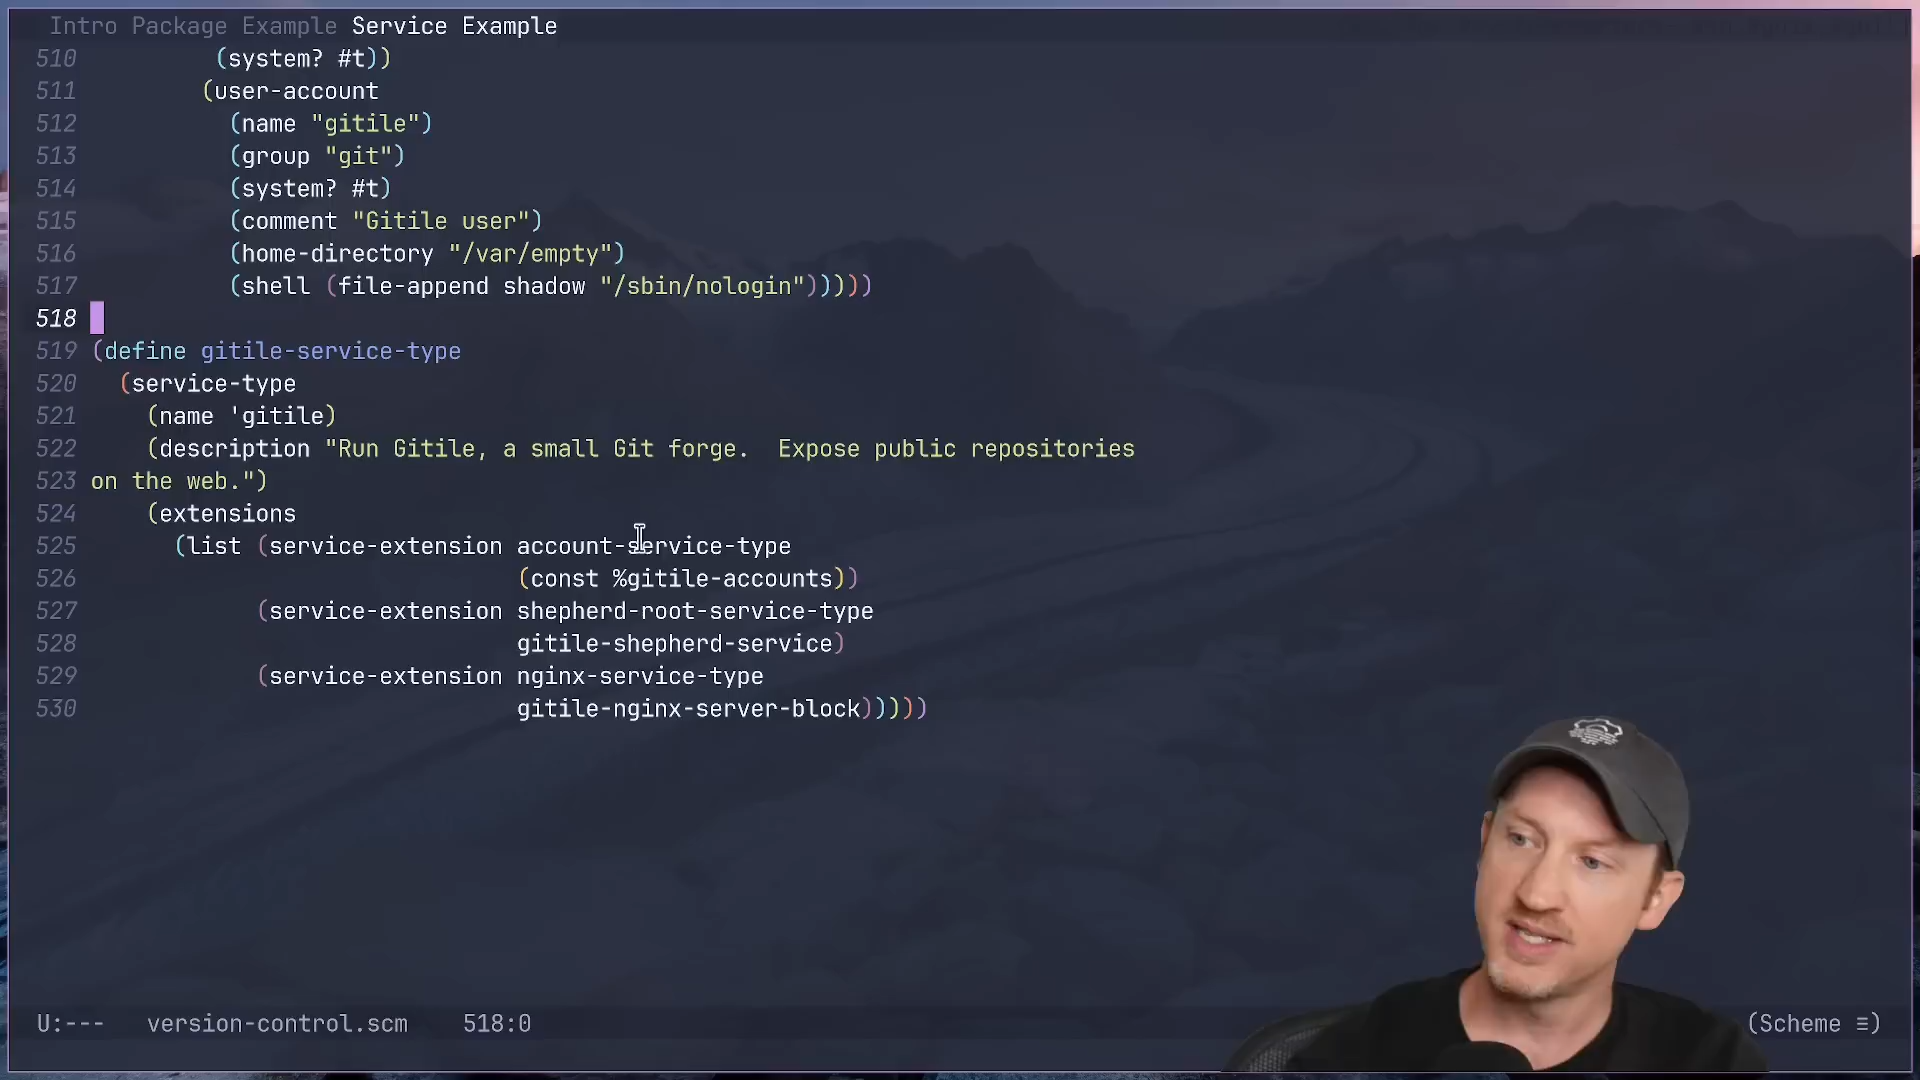 Intro Package Example Service Example
510 (system? #t))
511 (user-account
512 (name "gitile")
513 (group "git")
514 (system? #t)
515 (comment "Gitile user")
516 (home-directory "/var/empty")
517 (shell (file-append shadow "/sbin/nologin")))))
518
519 (define gitile-service-type
520 (service-type
521 (name 'gitile)
522 (description "Run Gitile, a small Git forge.  Expose public repositories
523 on the web.")
524 (extensions
525 (list (service-extension account-service-type
526 (const %gitile-accounts))
527 (service-extension shepherd-root-service-type
528 gitile-shepherd-service)
529 (service-extension nginx-service-type
530 gitile-nginx-server-block)))))
U:--- version-control.scm 518:0 (Scheme ≡)